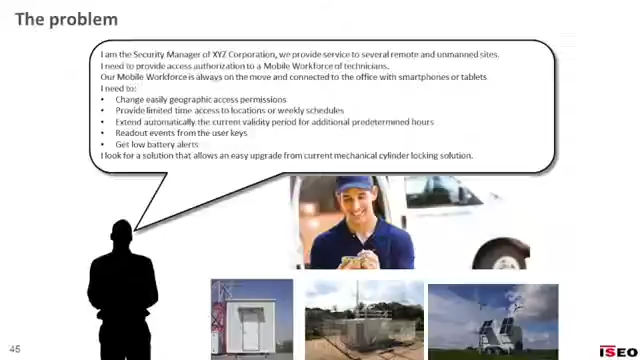 The problem
I am the Security Manager of XYZ Corporation, we provide service to several remote and unmanned sites.
I need to provide access authorization to a Mobile Workforce of technicians.
Our Mobile Workforce is always on the move and connected to the office with smartphones or tablets
I need to:
• Change easily geographic access permissions
• Provide limited time access to locations or weekly schedules
• Extend automatically the current validity period for additional predetermined hours
• Readout events from the user keys
• Get low battery alerts
I look for a solution that allows an easy upgrade from current mechanical cylinder locking solution.
45
ISEO